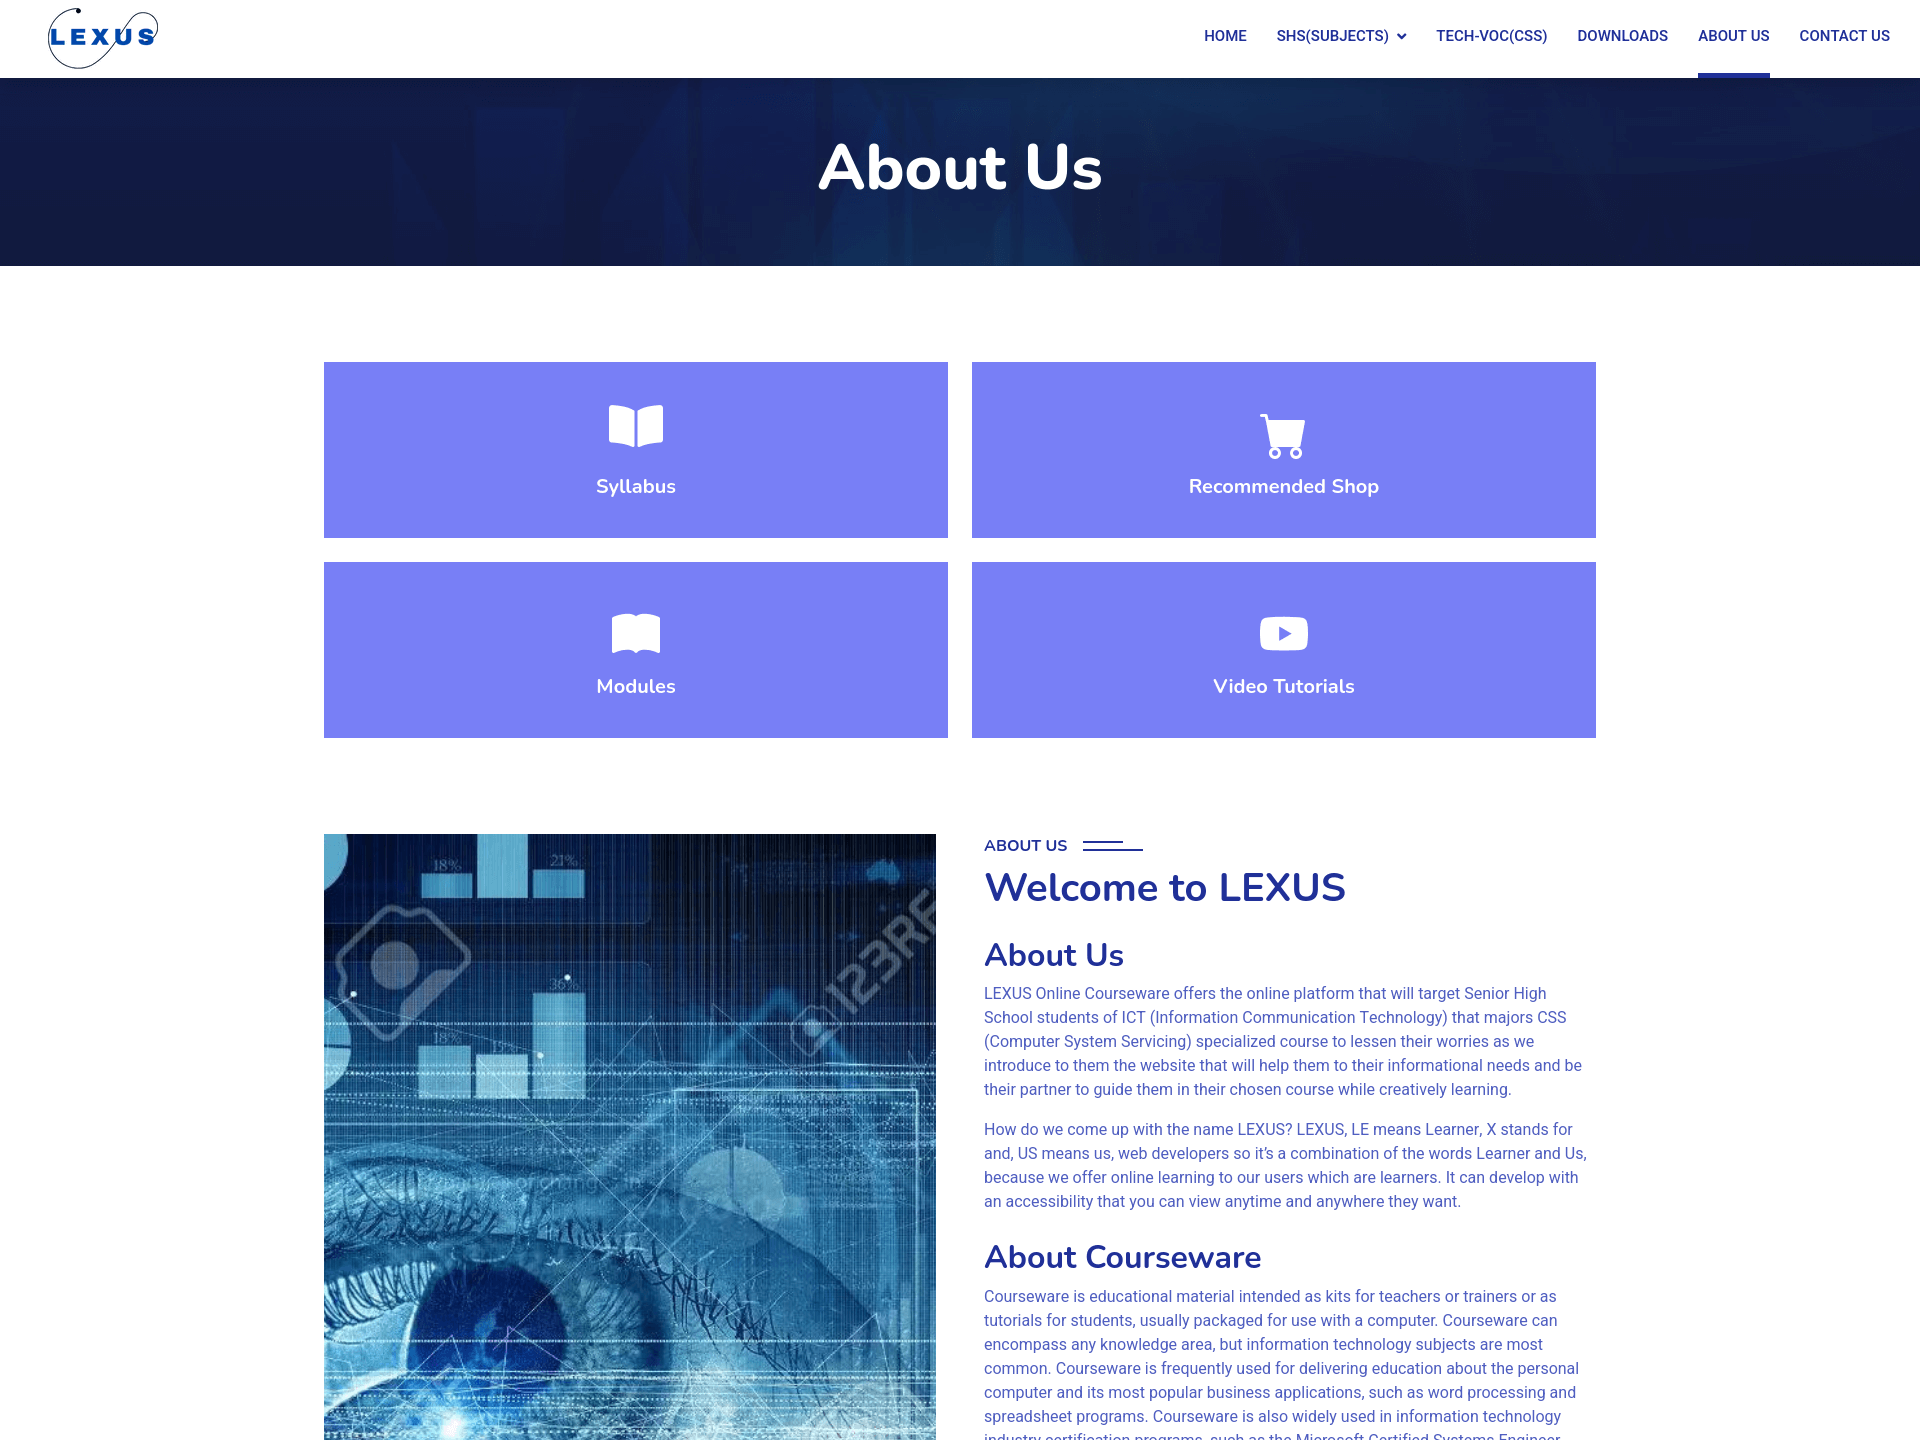 LEXUS
HOME
SHS(SUBJECTS)
TECH-VOC(CSS)
DOWNLOADS
ABOUT US
CONTACT US
About Us
Syllabus
Recommended Shop
Modules
Video Tutorials
18%
21%
36%
18%
123RF
ABOUT US
Welcome to LEXUS
About Us
LEXUS Online Courseware offers the online platform that will target Senior High
School students of ICT (Information Communication Technology) that majors CSS
(Computer System Servicing) specialized course to lessen their worries as we
introduce to them the website that will help them to their informational needs and be
their partner to guide them in their chosen course while creatively learning.
How do we come up with the name LEXUS? LEXUS, LE means Learner, X stands for
and, US means us, web developers so it’s a combination of the words Learner and Us,
because we offer online learning to our users which are learners. It can develop with
an accessibility that you can view anytime and anywhere they want.
About Courseware
Courseware is educational material intended as kits for teachers or trainers or as
tutorials for students, usually packaged for use with a computer. Courseware can
encompass any knowledge area, but information technology subjects are most
common. Courseware is frequently used for delivering education about the personal
computer and its most popular business applications, such as word processing and
spreadsheet programs. Courseware is also widely used in information technology
industry certification programs, such as the Microsoft Certified Systems Engineer